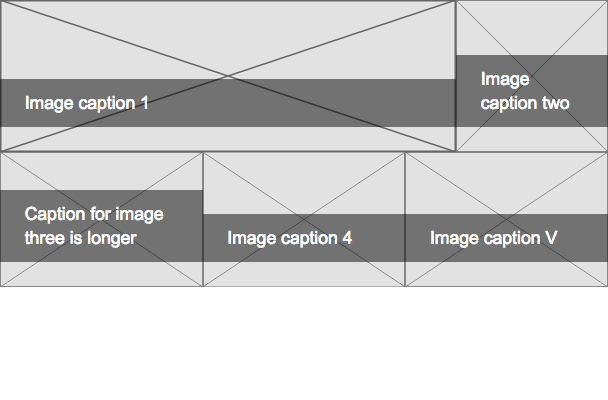 Image caption 1
Image
caption two
Caption for image
three is longer
Image caption 4
Image caption V